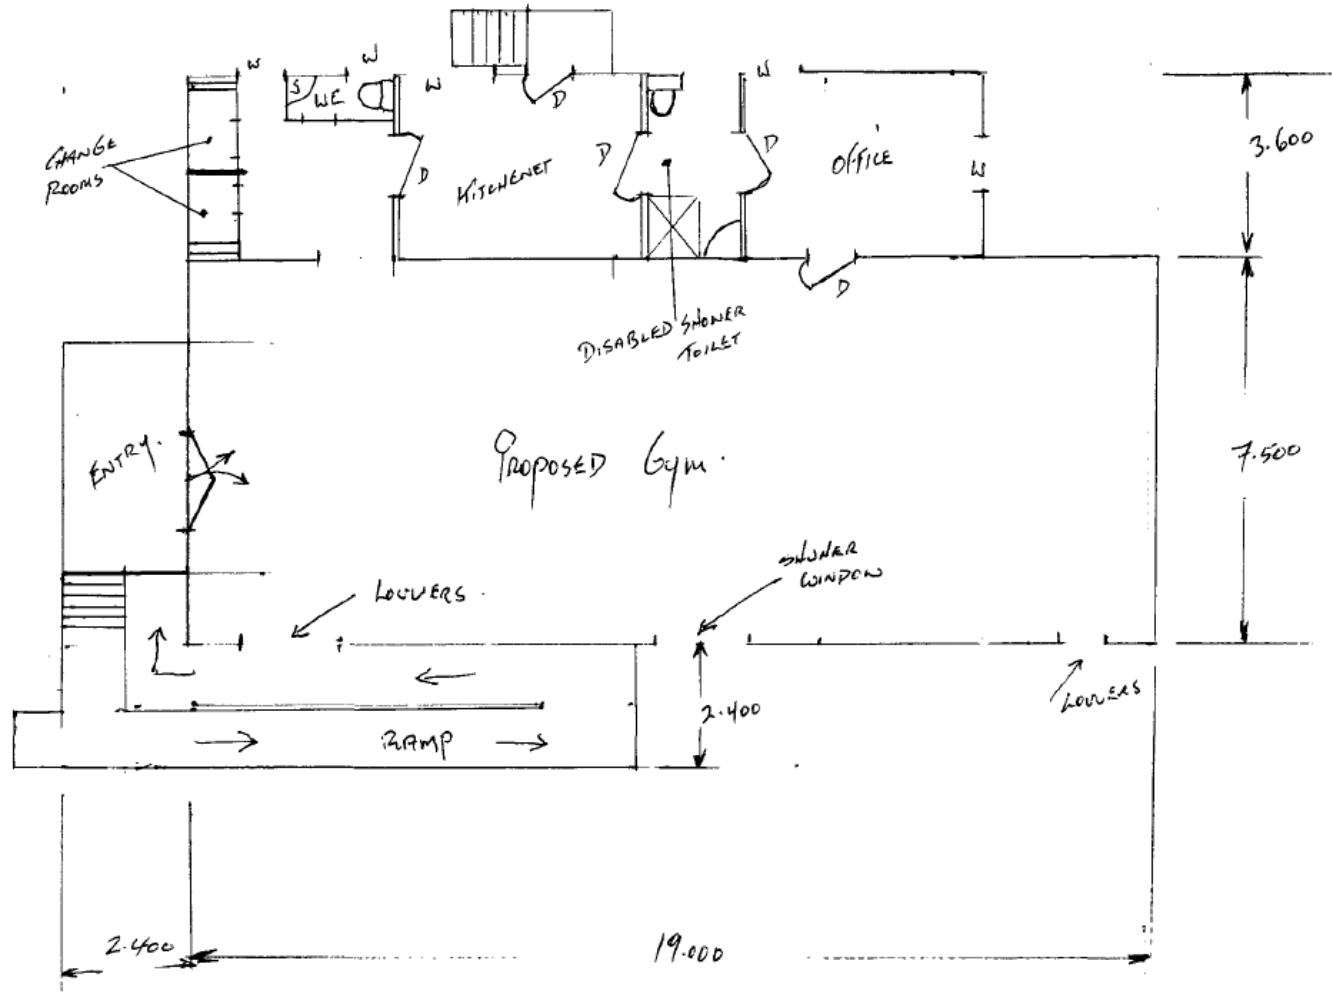 W
W
W
S
WE
D
W
CHANGE
ROOMS
D
KITCHENET
D
D
OFFICE
W
3.600
D
DISABLED SHOWER
TOILET
ENTRY.
PROPOSED Gym.
7.500
SHOWER
WINDOW
LOUVERS.
LOUVERS
2.400
RAMP
2.400
19.000